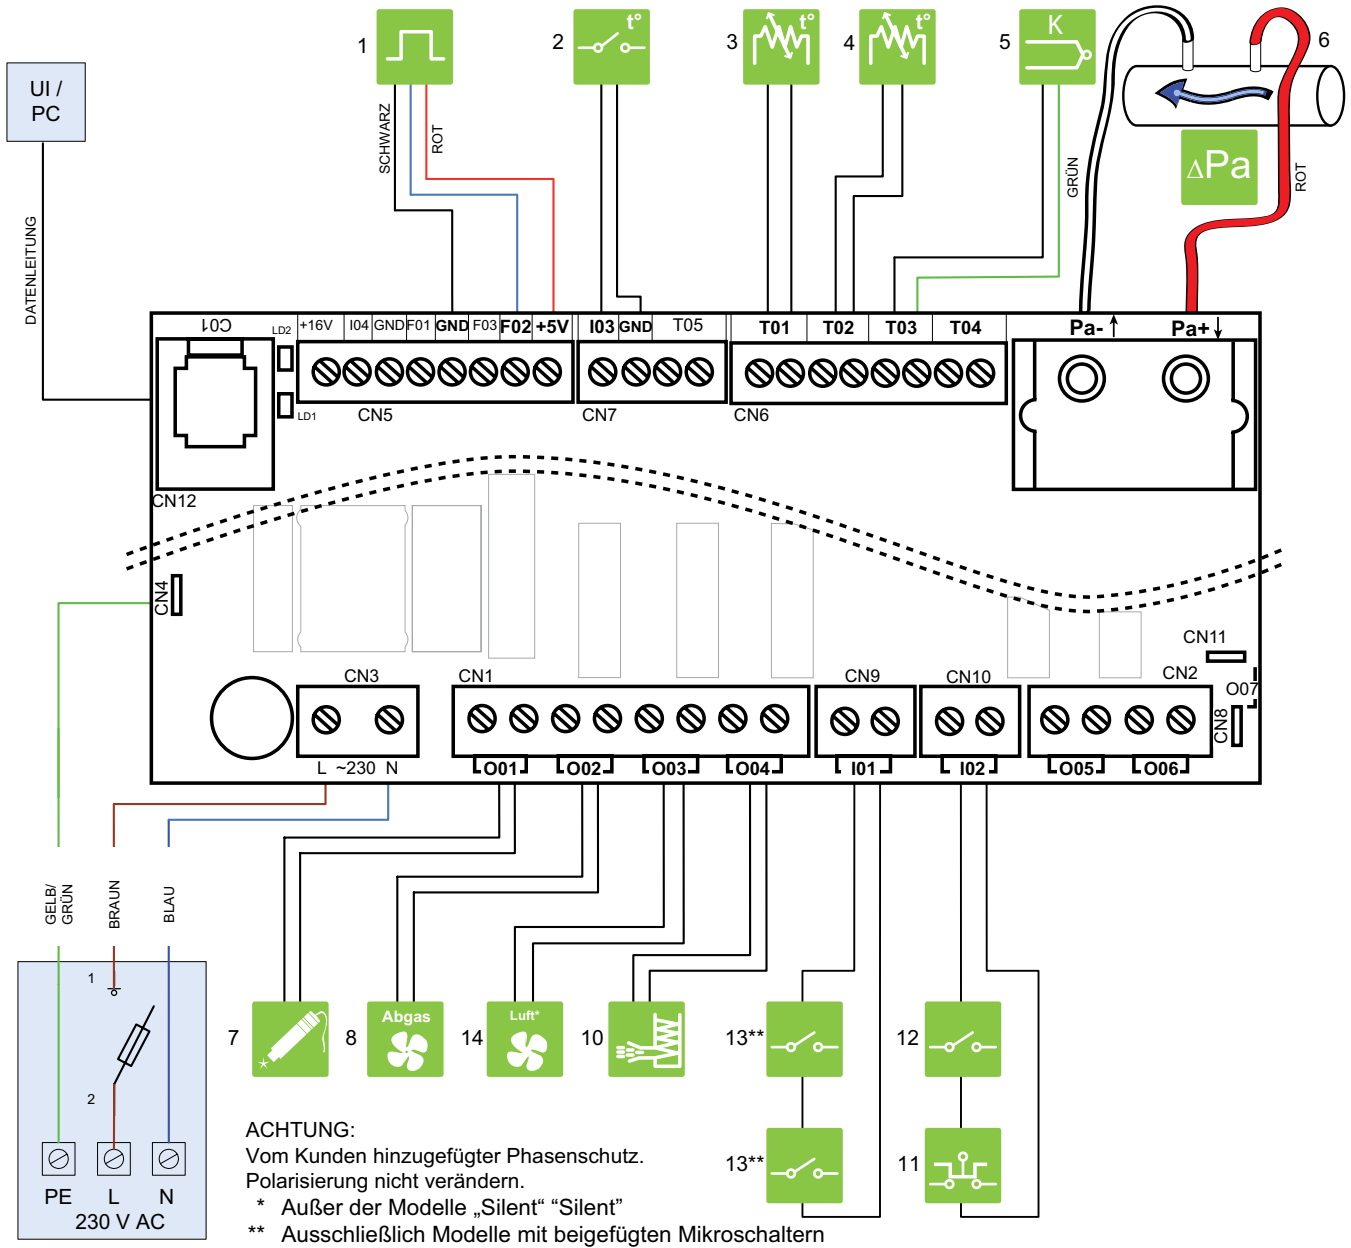 1
2
t°
3
t°
4
t°
5
K
6
UI /
PC
SCHWARZ
ROT
GRÜN
ΔPa
ROT
DATENLEITUNG
C01
LD2
+16V
I04
GND
F01
GND
F03
F02
+5V
I03
GND
T05
T01
T02
T03
T04
Pa-
Pa+
LD1
CN5
CN7
CN6
CN12
CN4
CN11
CN3
CN1
CN9
CN10
CN2
O07
CN8
L ~230 N
O01
O02
O03
O04
I01
I02
O05
O06
GELB/
GRÜN
BRAUN
BLAU
1
2
PE
L
N
230 V AC
7
8
Abgas
14
Luft*
10
13**
12
13**
11
ACHTUNG:
Vom Kunden hinzugefügter Phasenschutz.
Polarisierung nicht verändern.
* Außer der Modelle „Silent“ “Silent”
** Ausschließlich Modelle mit beigefügten Mikroschaltern